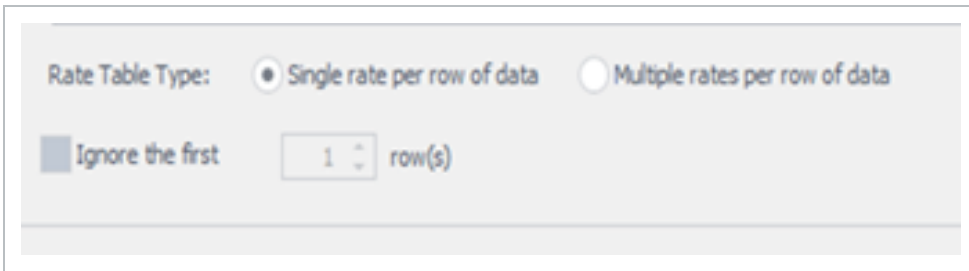 Rate Table Type: Single rate per row of data Multiple rates per row of data
Ignore the first 1 row(s)